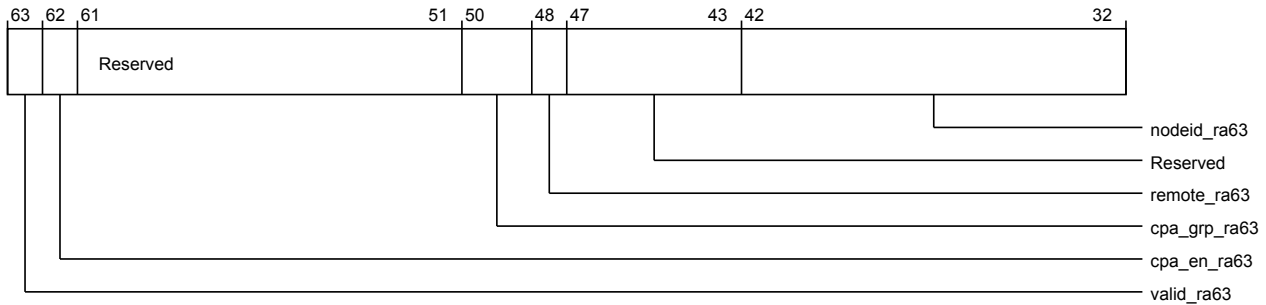 63 62 61 51 50 48 47 43 42 32
Reserved
nodeid_ra63
Reserved
remote_ra63
cpa_grp_ra63
cpa_en_ra63
valid_ra63